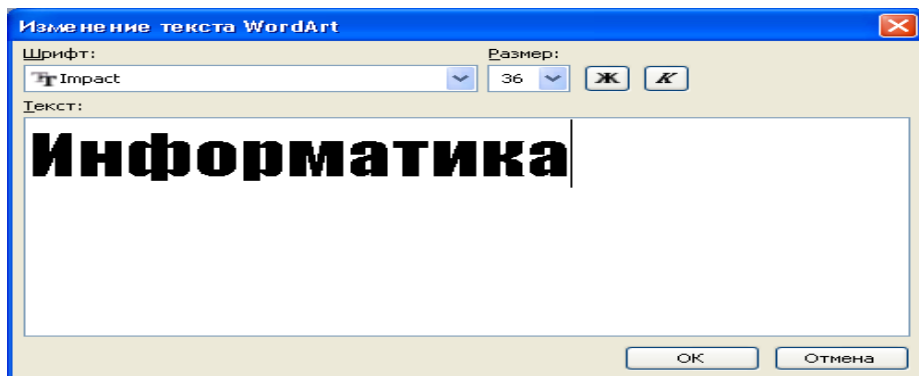 Изменение текста WordArt
Шрифт: Размер:
Impact 36 Ж К
Текст:
Информатика
ОК Отмена